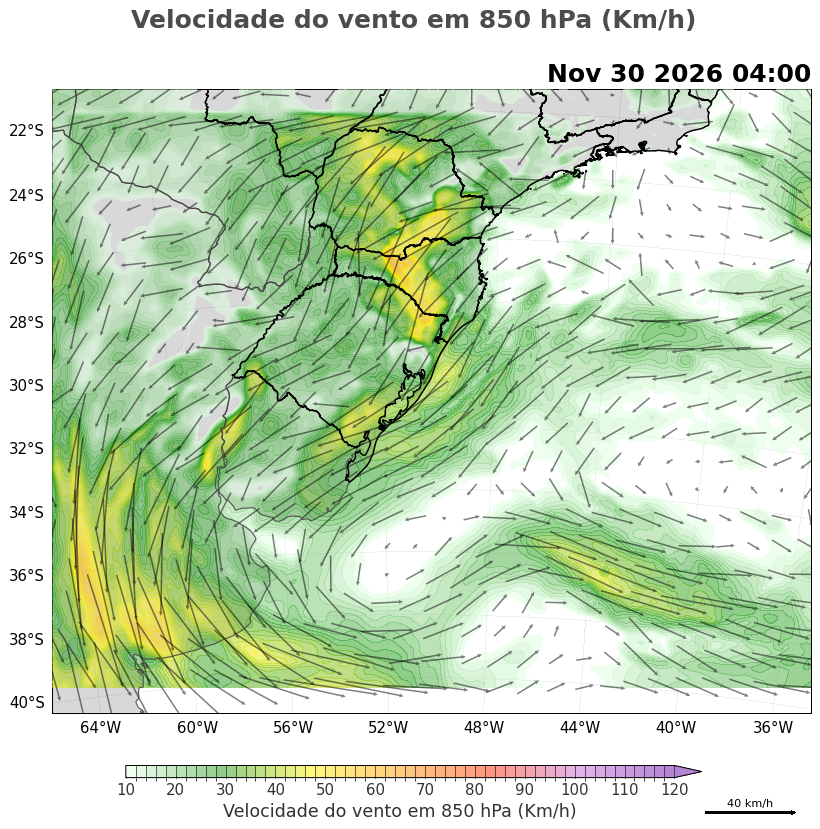 Velocidade do vento em 850 hPa (Km/h)
Nov 30 2026 04:00
22°S
24°S
26°S
28°S
30°S
32°S
34°S
36°S
38°S
40°S
64°W 60°W 56°W 52°W 48°W 44°W 40°W 36°W
10 20 30 40 50 60 70 80 90 100 110 120
Velocidade do vento em 850 hPa (Km/h)
40 km/h